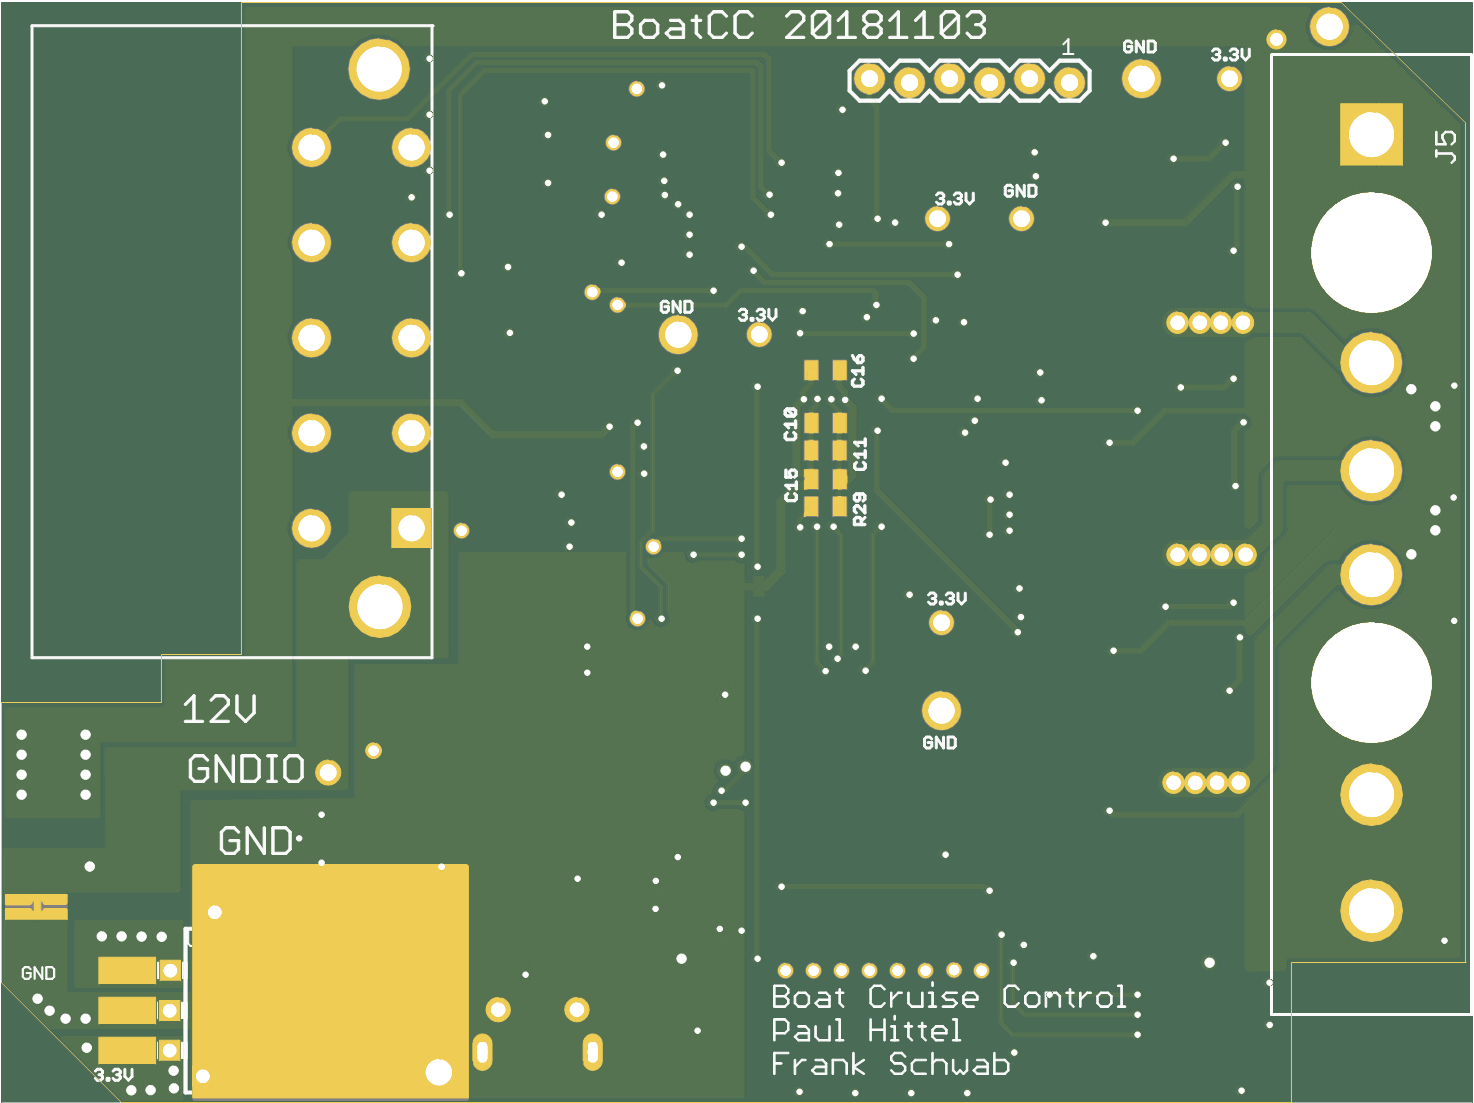 BoatCC 20181103
1
GND
3.3V
J5
3.3V
GND
GND
3.3V
C16
C10
C11
C15
R29
3.3V
GND
12V
GNDIO
GND
GND
3.3V
Boat Cruise Control
Paul Hittel
Frank Schwab